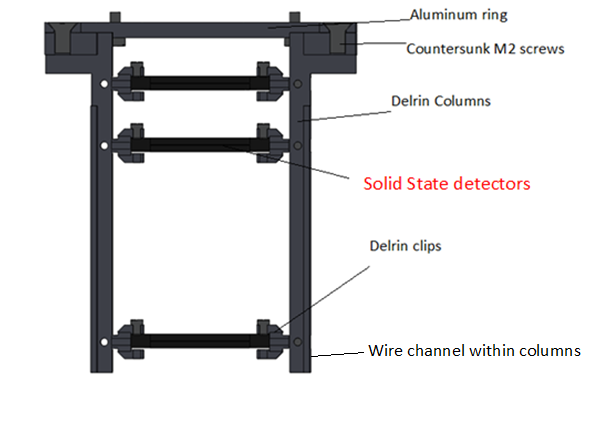 Aluminum ring
Countersunk M2 screws
Delrin Columns
Solid State detectors
Delrin clips
Wire channel within columns